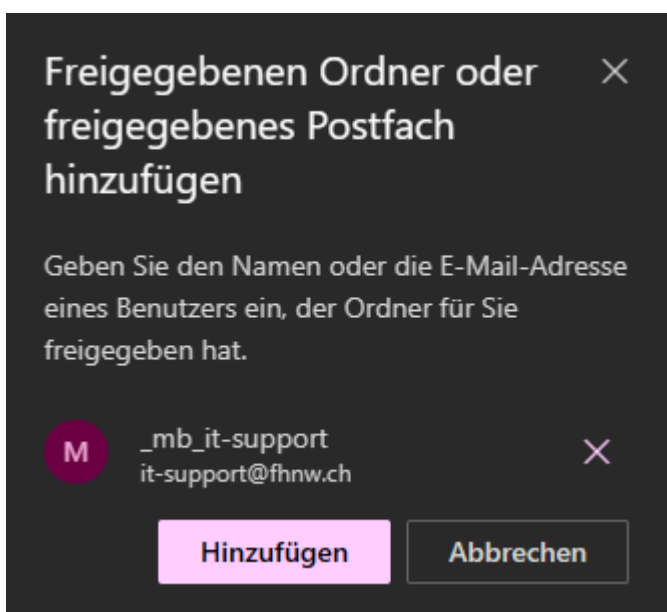 Freigegebenen Ordner oder
freigegebenes Postfach
hinzufügen
Geben Sie den Namen oder die E-Mail-Adresse
eines Benutzers ein, der Ordner für Sie
freigegeben hat.
M
_mb_it-support
it-support@fhnw.ch
Hinzufügen
Abbrechen